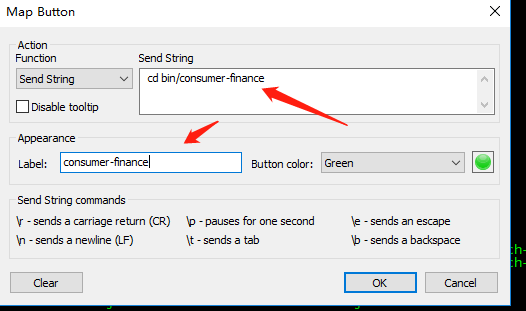 Map Button
Action
Function
Send String
Send String
cd bin/consumer-finance
Disable tooltip
Appearance
Label:
consumer-finance
Button color:
Green
Send String commands
\r - sends a carriage return (CR)
\p - pauses for one second
\e - sends an escape
\n - sends a newline (LF)
\t - sends a tab
\b - sends a backspace
Clear
OK
Cancel
ch-
ch-